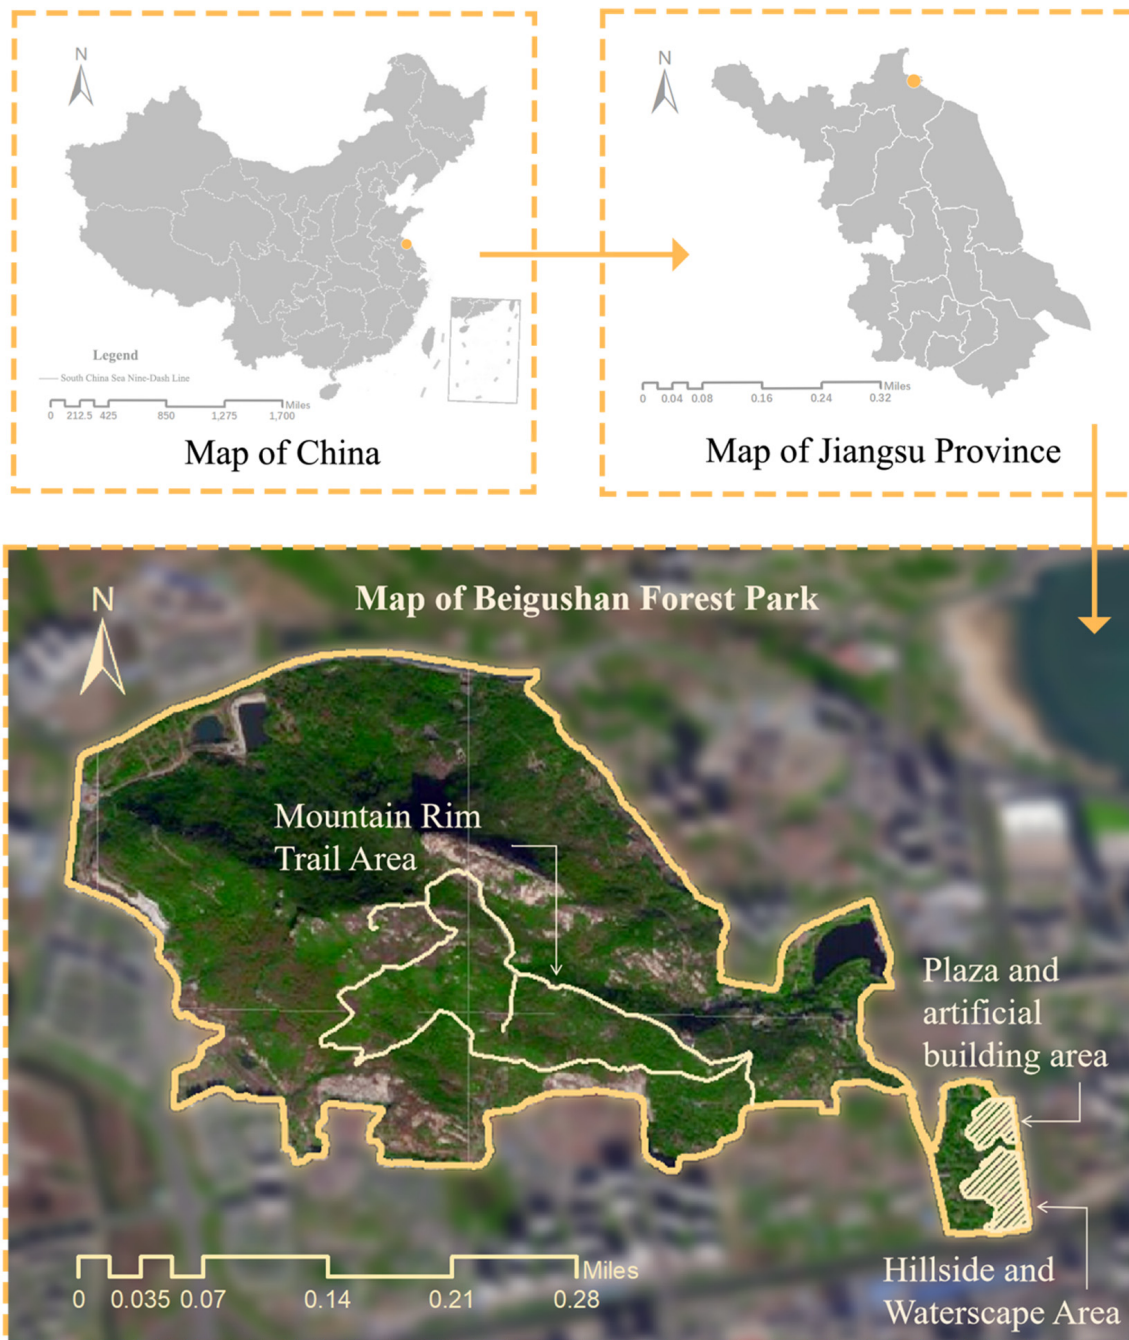 N
Legend
South China Sea Nine-Dash Line
Miles
0 212.5 425 850 1,275 1,700
Map of China
N
Miles
0 0.04 0.08 0.16 0.24 0.32
Map of Jiangsu Province
N
Map of Beigushan Forest Park
Mountain Rim
Trail Area
Plaza and
artificial
building area
Hillside and
Waterscape Area
Miles
0 0.035 0.07 0.14 0.21 0.28